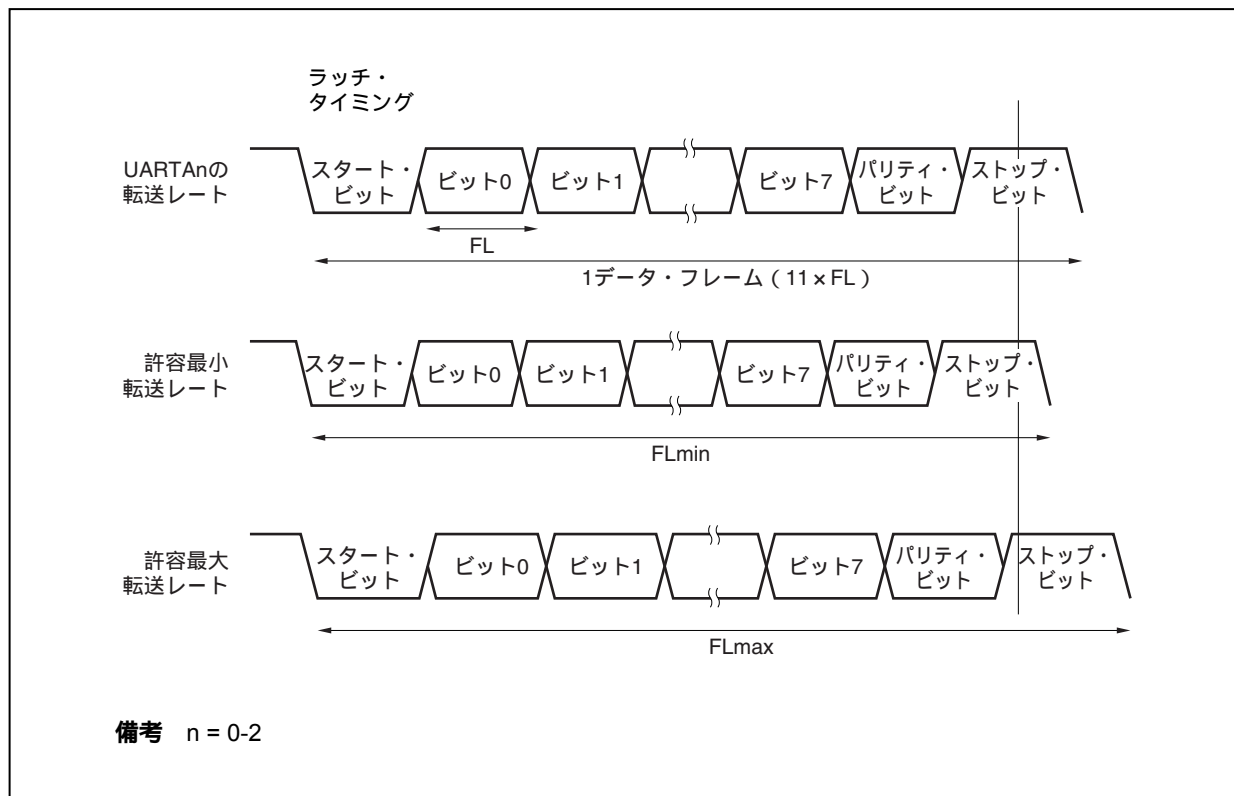 ラッチ・
タイミング
UARTAnの
転送レート
スタート・
ビット
ビット0
ビット1
ビット7
パリティ・
ビット
ストップ・
ビット
FL
1データ・フレーム（11×FL）
許容最小
転送レート
スタート・
ビット
ビット0
ビット1
ビット7
パリティ・
ビット
ストップ・
ビット
FLmin
許容最大
転送レート
スタート・
ビット
ビット0
ビット1
ビット7
パリティ・
ビット
ストップ・
ビット
FLmax
備考 n = 0-2